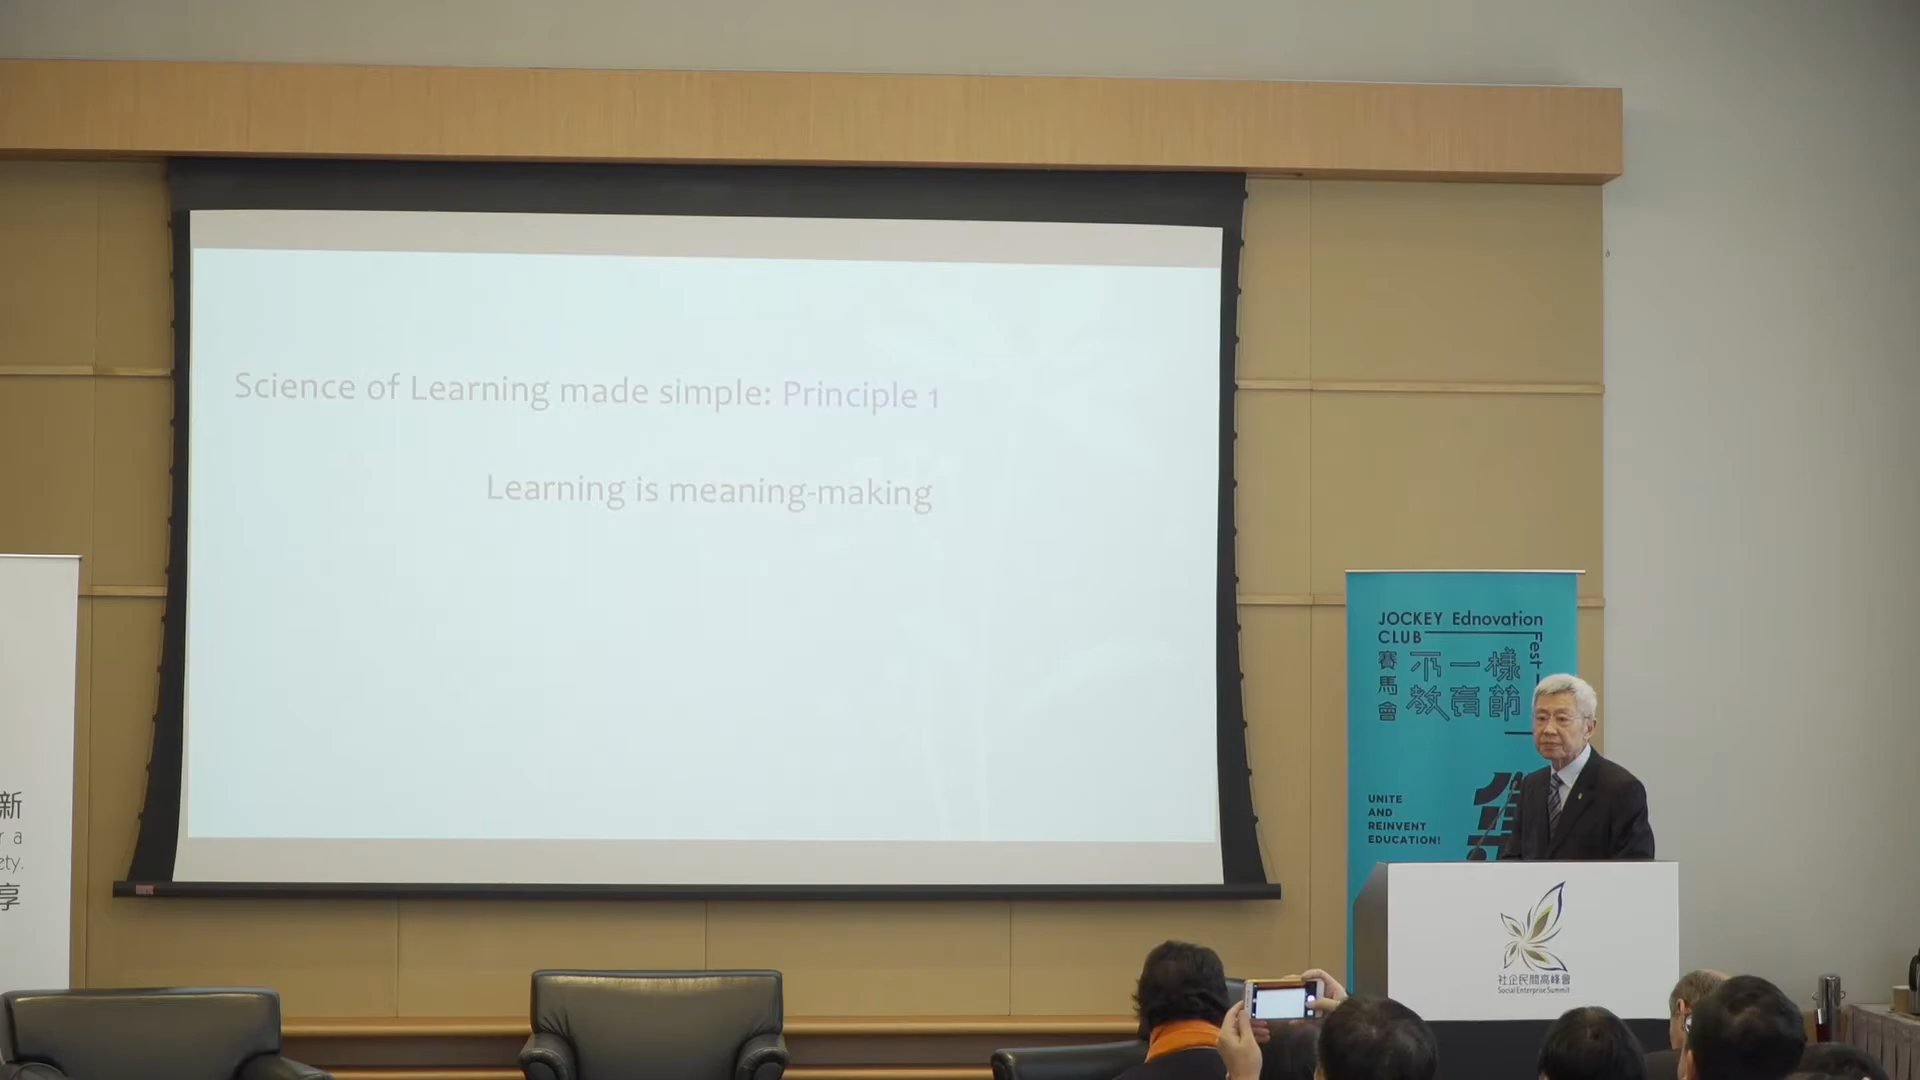 Science of Learning made simple: Principle 1
Learning is meaning-making
新
r a
ety.
享
JOCKEY Ednovation
CLUB
Fest
賽馬會
不一樣
教育節
UNITE
AND
REINVENT
EDUCATION!
社企民間高峰會
Social Enterprise Summit